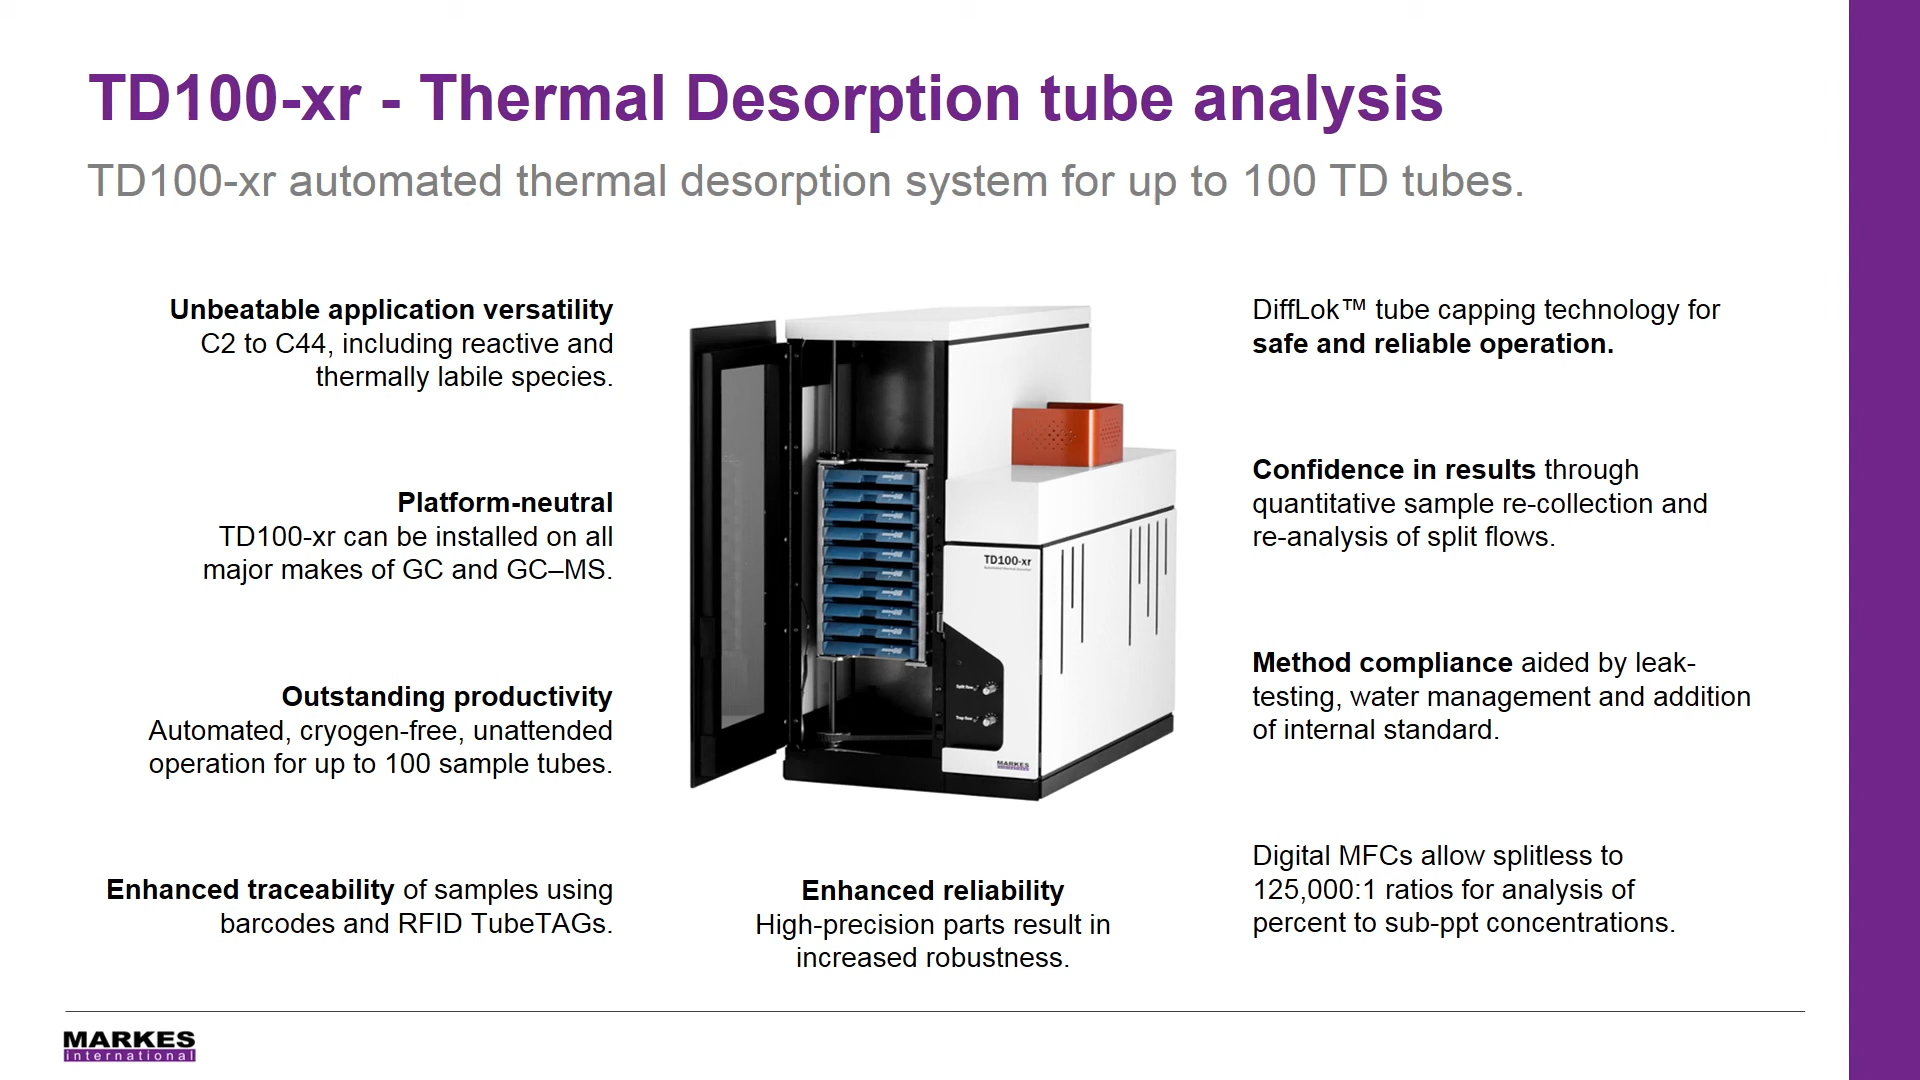 TD100-xr - Thermal Desorption tube analysis
TD100-xr automated thermal desorption system for up to 100 TD tubes.
Unbeatable application versatility
C2 to C44, including reactive and
thermally labile species.
Platform-neutral
TD100-xr can be installed on all
major makes of GC and GC–MS.
Outstanding productivity
Automated, cryogen-free, unattended
operation for up to 100 sample tubes.
Enhanced traceability of samples using
barcodes and RFID TubeTAGs.
TD100-xr
Split flow
Trap flow
MARKES
Enhanced reliability
High-precision parts result in
increased robustness.
DiffLok™ tube capping technology for
safe and reliable operation.
Confidence in results through
quantitative sample re-collection and
re-analysis of split flows.
Method compliance aided by leak-
testing, water management and addition
of internal standard.
Digital MFCs allow splitless to
125,000:1 ratios for analysis of
percent to sub-ppt concentrations.
MARKES
international